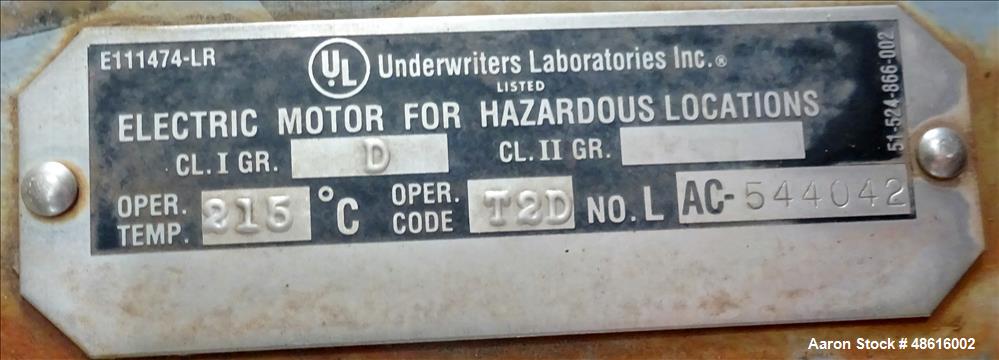 E111474-LR
UL
Underwriters Laboratories Inc.®
LISTED
ELECTRIC MOTOR FOR HAZARDOUS LOCATIONS
CL. I GR. D CL. II GR.
OPER. TEMP. 215 °C OPER. CODE T2D NO. L AC-544042
51-524-866-002
Aaron Stock # 48616002